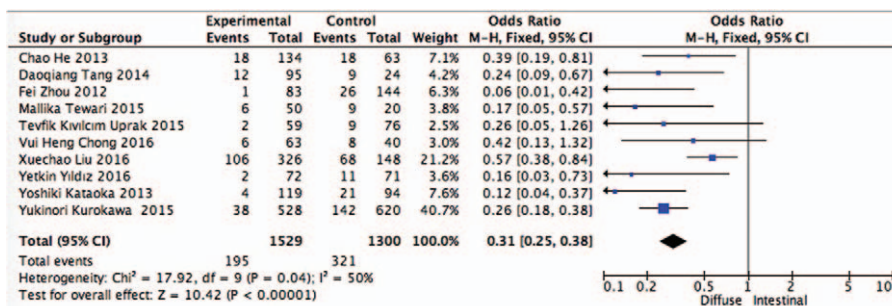 Experimental Control Odds Ratio Odds Ratio
Study or Subgroup Events Total Events Total Weight M-H, Fixed, 95% CI M-H, Fixed, 95% CI
Chao He 2013 18 134 18 63 7.1% 0.39 [0.19, 0.81]
Daoqiang Tang 2014 12 95 9 24 4.1% 0.24 [0.09, 0.67]
Fei Zhou 2012 1 83 26 144 6.3% 0.06 [0.01, 0.42]
Mallika Tewari 2015 6 50 9 20 3.8% 0.17 [0.05, 0.57]
Tevfik Kıvılcım Uprak 2015 2 59 9 76 2.5% 0.26 [0.05, 1.26]
Vui Heng Chong 2016 6 63 8 40 2.9% 0.42 [0.13, 1.32]
Xuechao Liu 2016 106 326 68 148 21.2% 0.57 [0.38, 0.84]
Yetkin Yıldız 2016 2 72 11 71 3.6% 0.16 [0.03, 0.73]
Yoshiki Kataoka 2013 4 119 21 94 7.6% 0.12 [0.04, 0.37]
Yukinori Kurokawa 2015 38 528 142 620 40.7% 0.26 [0.18, 0.38]
Total (95% CI) 1529 1300 100.0% 0.31 [0.25, 0.38]
Total events 195 321
Heterogeneity: Chi² = 17.92, df = 9 (P = 0.04); I² = 50%
Test for overall effect: Z = 10.42 (P < 0.00001)
0.1 0.2 0.5 1 2 5 10
Diffuse Intestinal